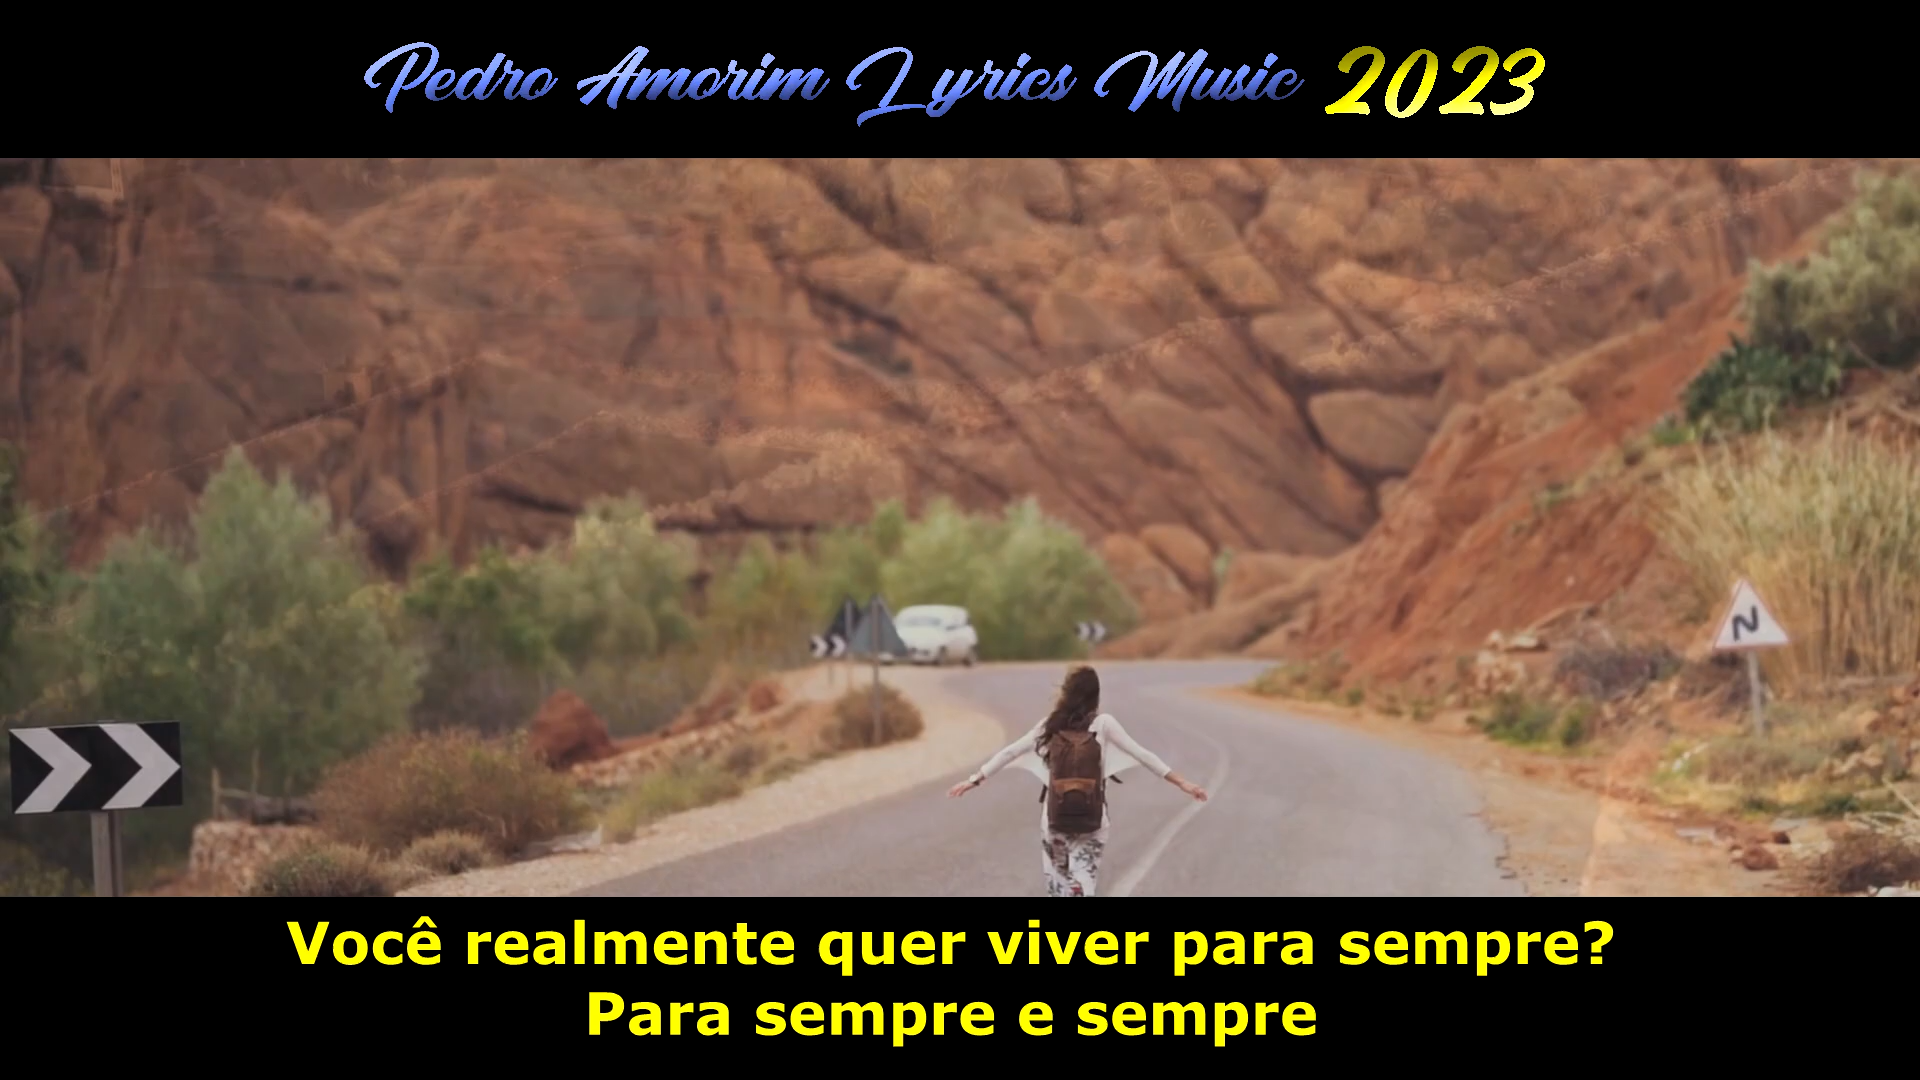 Pedro Amorim Lyrics Music 2023
N
Você realmente quer viver para sempre?
Para sempre e sempre